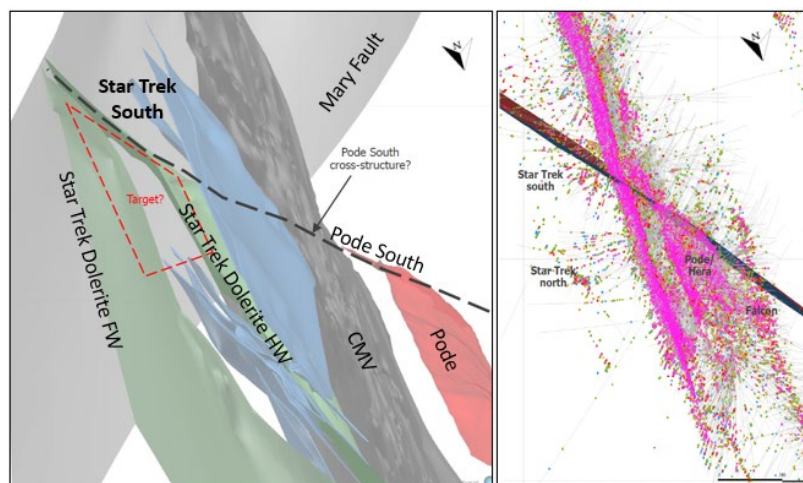 Star Trek
South
Mary Fault
Pode South
cross-structure?
Target?
Star Trek Dolerite FW
Star Trek Dolerite HW
Pode South
CMV
Pode
Star Trek
south
Star Trek
north
Pode/
Hera
Falcon